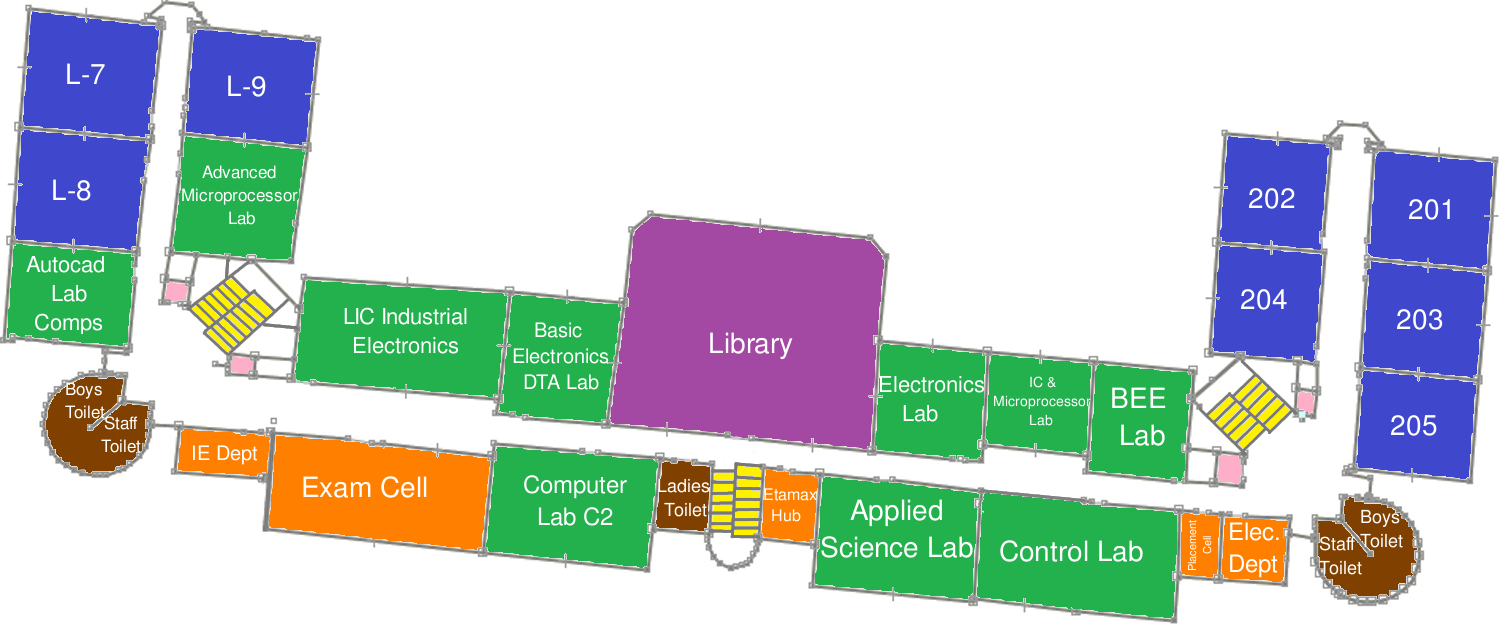 L-7
L-9
L-8
Advanced
Microprocessor
Lab
Autocad
Lab
Comps
LIC Industrial
Electronics
Basic
Electronics
DTA Lab
Library
Electronics
Lab
IC &
Microprocessor
Lab
BEE
Lab
202
201
204
203
205
Boys
Toilet
Staff
Toilet
IE Dept
Exam Cell
Computer
Lab C2
Ladies
Toilet
Etamax
Hub
Applied
Science Lab
Control Lab
Placement
Cell
Elec.
Dept
Boys
Toilet
Staff
Toilet